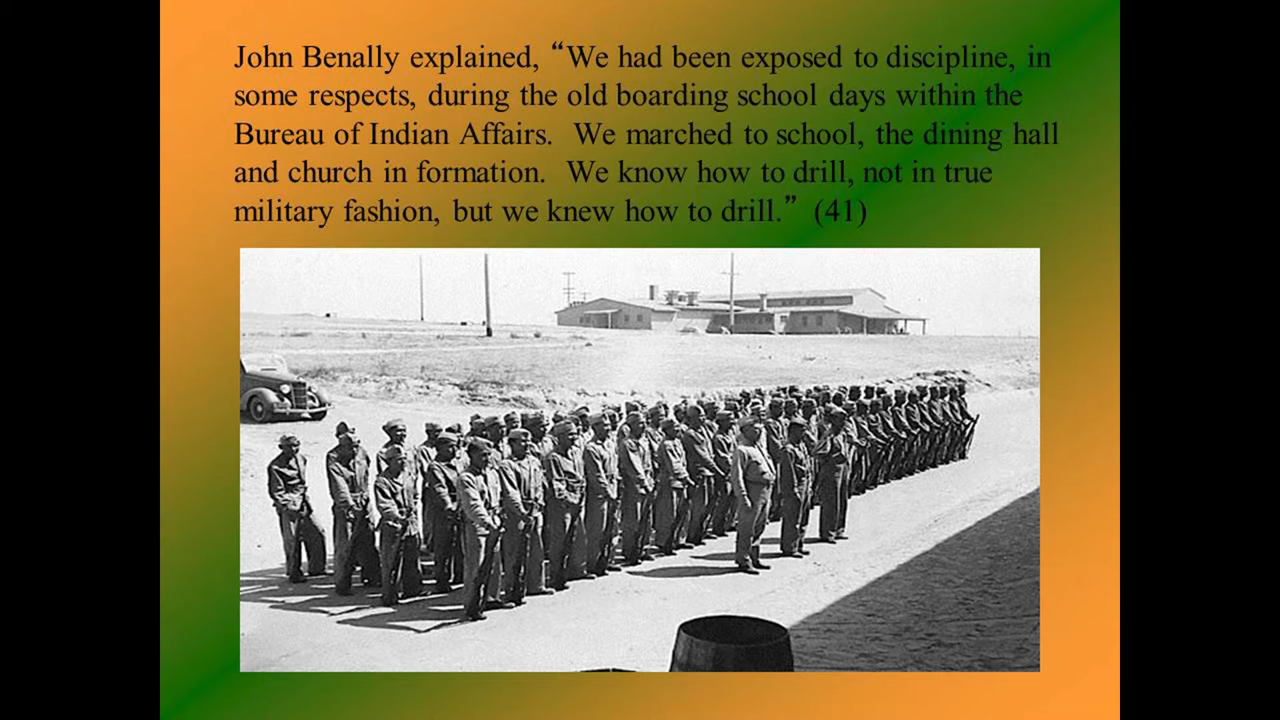 John Benally explained, “We had been exposed to discipline, in
some respects, during the old boarding school days within the
Bureau of Indian Affairs.  We marched to school, the dining hall
and church in formation.  We know how to drill, not in true
military fashion, but we knew how to drill.” (41)